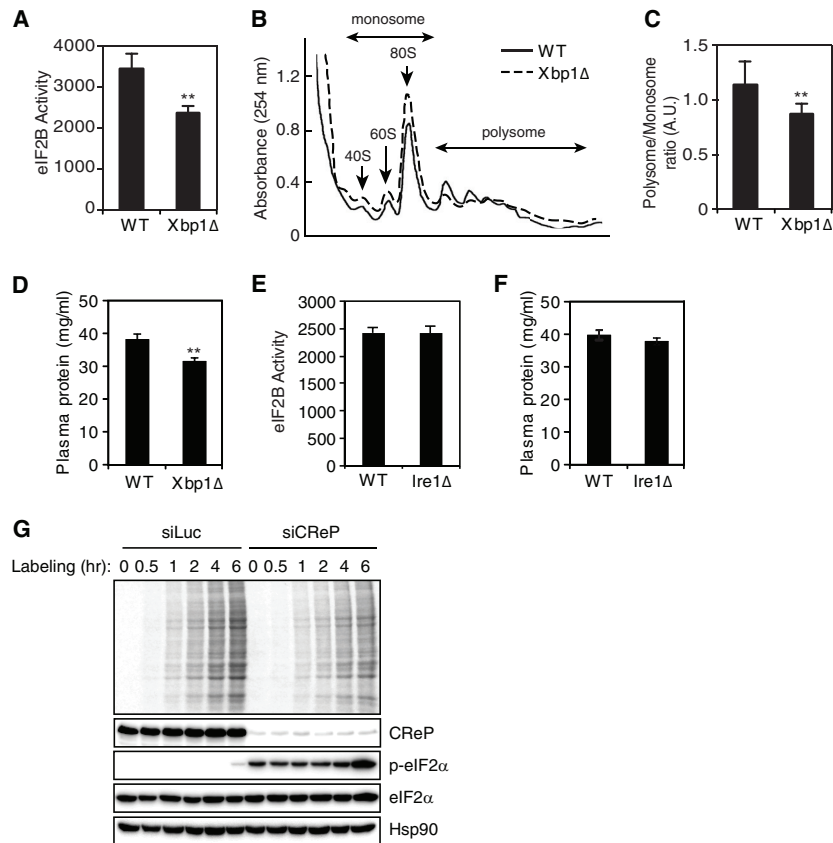 A
eIF2B Activity
4000
3000
2000
1000
0
**
WT
Xbp1Δ
B
monosome
80S
60S
40S
polysome
WT
Xbp1Δ
Absorbance (254 nm)
1.2
0.8
0.4
0
C
Polysome/Monosome
ratio (A.U.)
1.5
1.0
0.5
0
**
WT
Xbp1Δ
D
Plasma protein (mg/ml)
50
40
30
20
10
0
**
WT
Xbp1Δ
E
eIF2B Activity
3000
2500
2000
1500
1000
500
0
WT
Ire1Δ
F
Plasma protein (mg/ml)
50
40
30
20
10
0
WT
Ire1Δ
G
siLuc
siCReP
Labeling (hr): 0 0.5 1 2 4 6 0 0.5 1 2 4 6
CReP
p-eIF2α
eIF2α
Hsp90